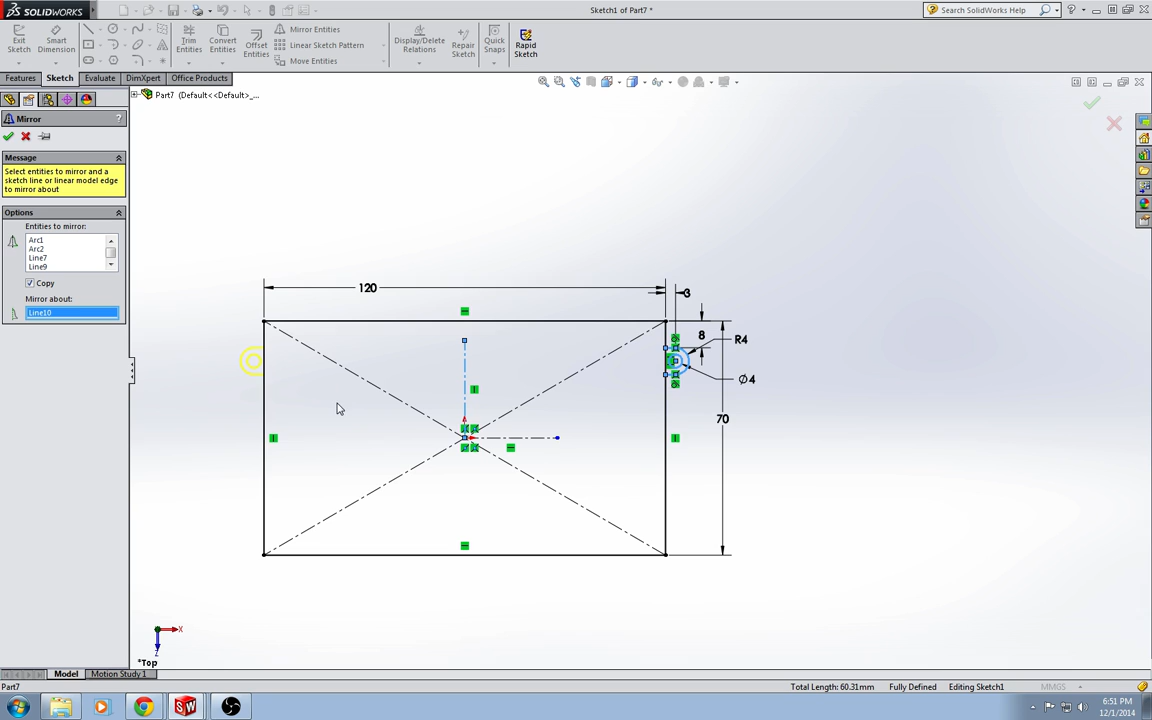 SOLIDWORKS
Sketch1 of Part7 *
Search SolidWorks Help
Exit Sketch
Smart Dimension
Trim Entities
Convert Entities
Offset Entities
Mirror Entities
Linear Sketch Pattern
Move Entities
Display/Delete Relations
Repair Sketch
Quick Snaps
Rapid Sketch
Features Sketch Evaluate DimXpert Office Products
Part7 (Default<<Default>_...
Mirror ?
Message
Select entities to mirror and a
sketch line or linear model edge
to mirror about
Options
Entities to mirror:
Arc1
Arc2
Line7
Line9
Copy
Mirror about:
Line10
120
3
8
R4
Ø4
70
X
Z
*Top
Model Motion Study 1
Part7
Total Length: 60.31mm Fully Defined Editing Sketch1 MMGS
6:51 PM
12/1/2014